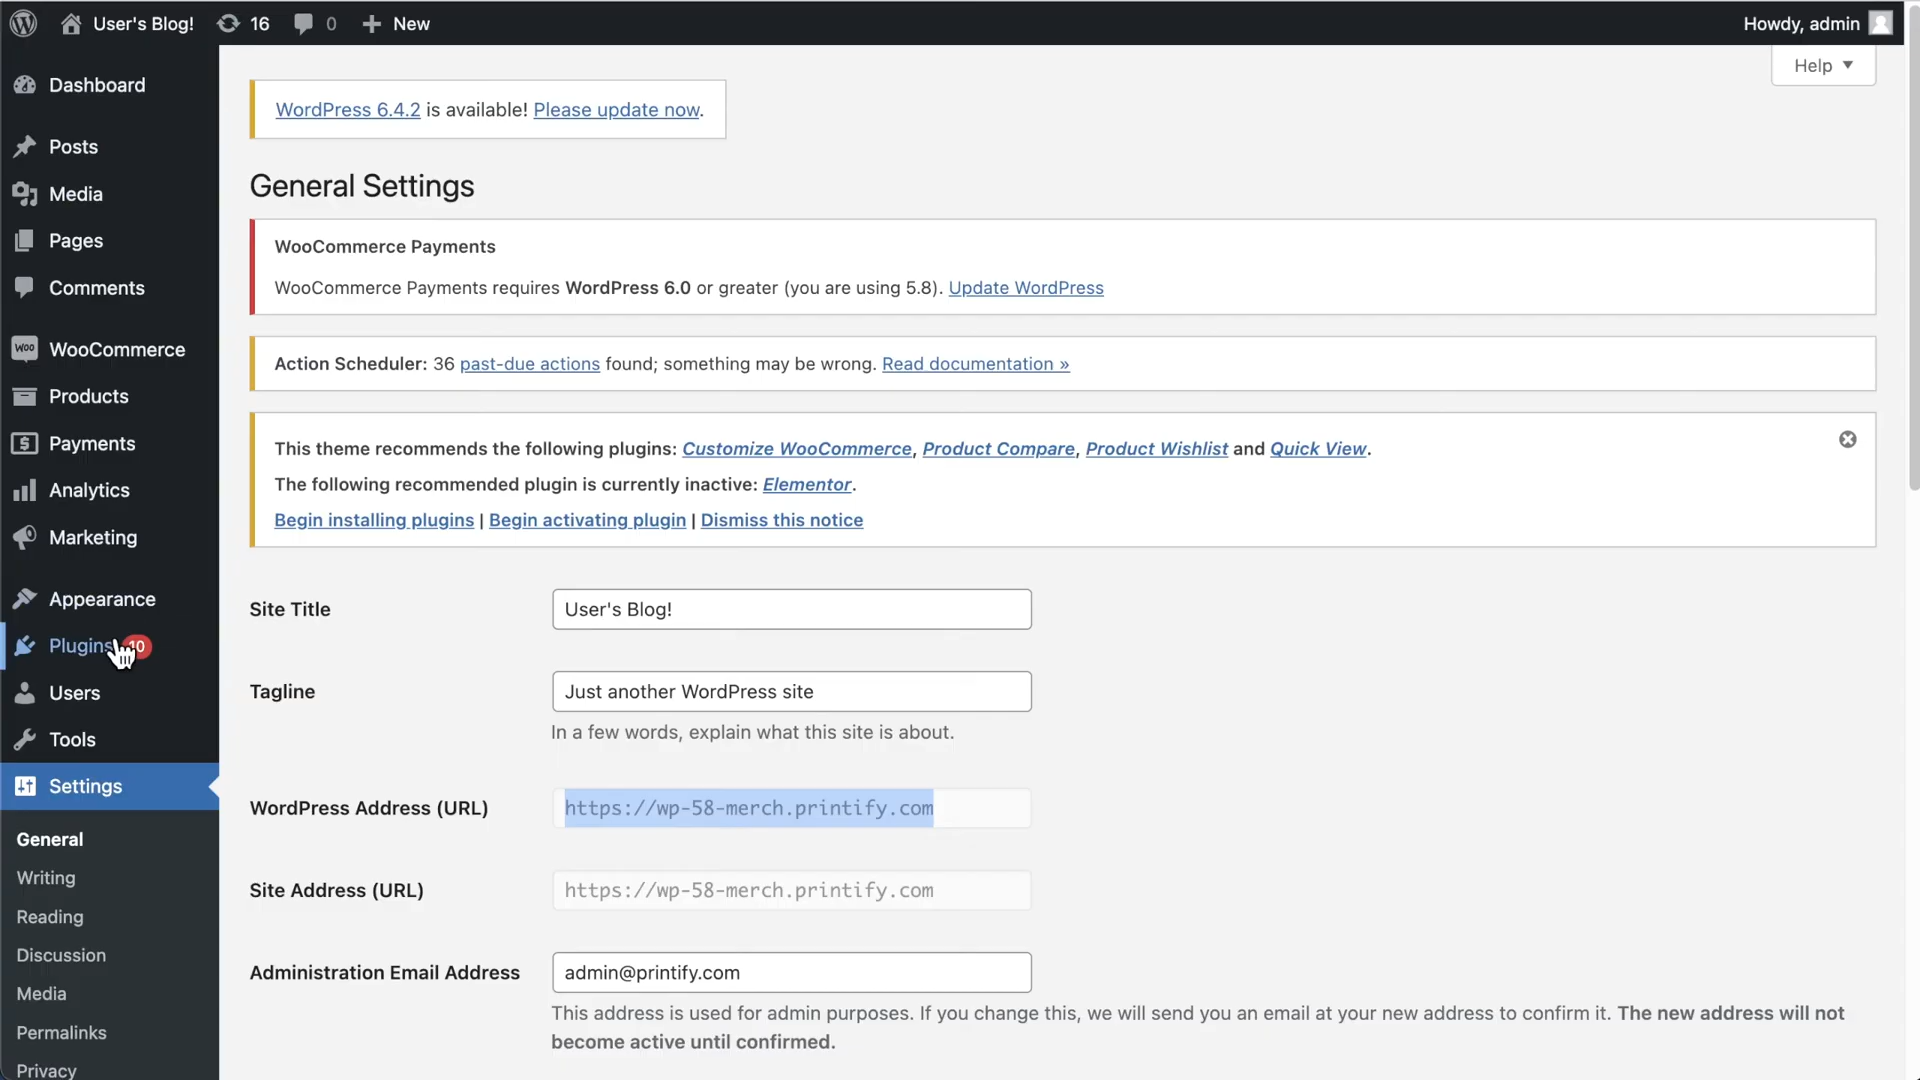 User's Blog! 16 0 New Howdy, admin
Help
Dashboard
Posts
Media
Pages
Comments
WOO WooCommerce
Products
Payments
Analytics
Marketing
Appearance
Plugins 10
Users
Tools
Settings
General
Writing
Reading
Discussion
Media
Permalinks
Privacy
WordPress 6.4.2 is available! Please update now.
General Settings
WooCommerce Payments
WooCommerce Payments requires WordPress 6.0 or greater (you are using 5.8). Update WordPress
Action Scheduler: 36 past-due actions found; something may be wrong. Read documentation »
This theme recommends the following plugins: Customize WooCommerce, Product Compare, Product Wishlist and Quick View.
The following recommended plugin is currently inactive: Elementor.
Begin installing plugins | Begin activating plugin | Dismiss this notice
Site Title User's Blog!
Tagline Just another WordPress site
In a few words, explain what this site is about.
WordPress Address (URL) https://wp-58-merch.printify.com
Site Address (URL) https://wp-58-merch.printify.com
Administration Email Address admin@printify.com
This address is used for admin purposes. If you change this, we will send you an email at your new address to confirm it. The new address will not
become active until confirmed.